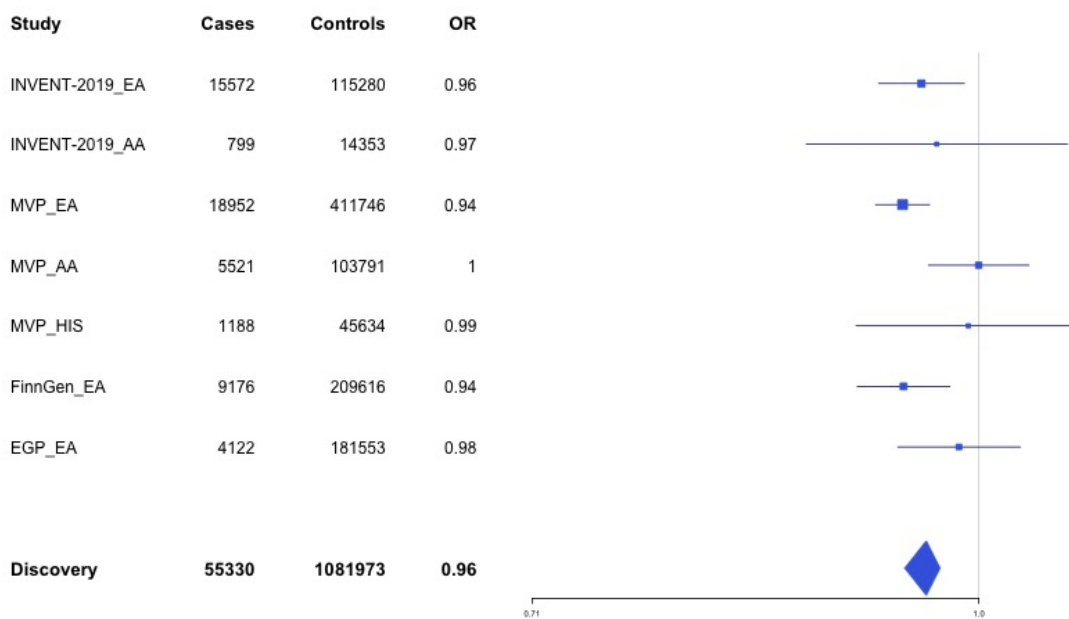 Study Cases Controls OR
INVENT-2019_EA 15572 115280 0.96
INVENT-2019_AA 799 14353 0.97
MVP_EA 18952 411746 0.94
MVP_AA 5521 103791 1
MVP_HIS 1188 45634 0.99
FinnGen_EA 9176 209616 0.94
EGP_EA 4122 181553 0.98
Discovery 55330 1081973 0.96
0.71 1.0